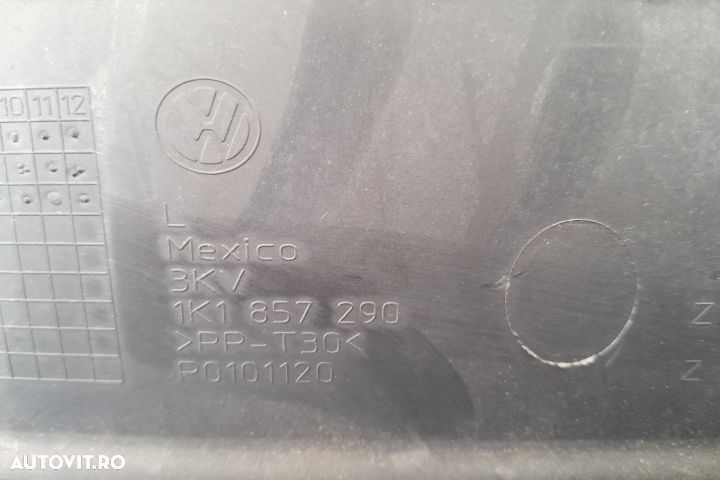 10 11 12
L
Mexico
3KV
1K1 857 290
>PP-T30<
P0101120
Z
Z
AUTOVIT.RO